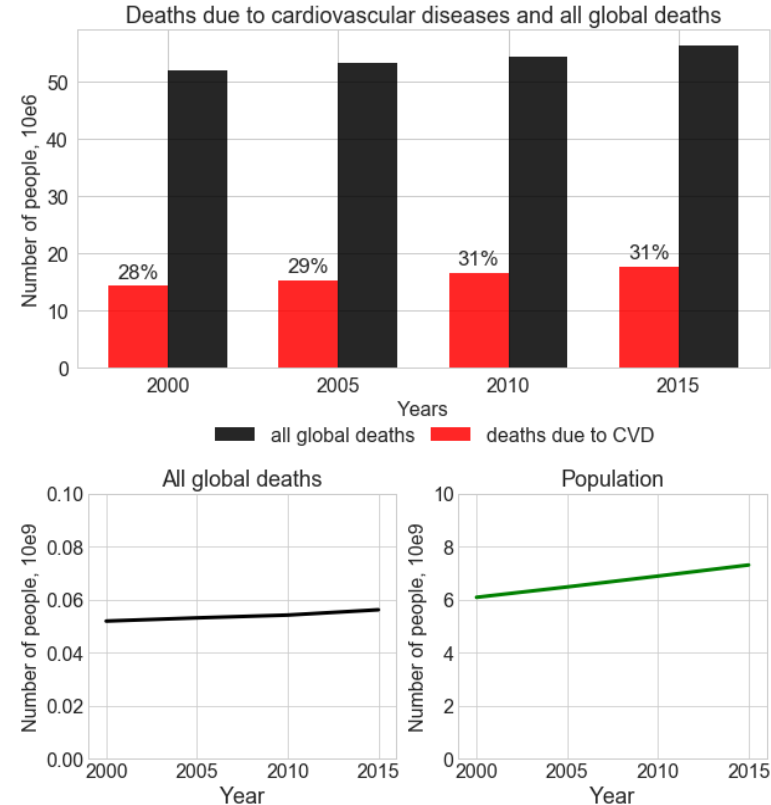 Deaths due to cardiovascular diseases and all global deaths
Number of people, 10e6
50
40
30
20
10
0
28%
29%
31%
31%
2000 2005 2010 2015
Years
all global deaths deaths due to CVD
All global deaths
Number of people, 10e9
0.10
0.08
0.06
0.04
0.02
0.00
2000 2005 2010 2015
Year
Population
Number of people, 10e9
10
8
6
4
2
0
2000 2005 2010 2015
Year